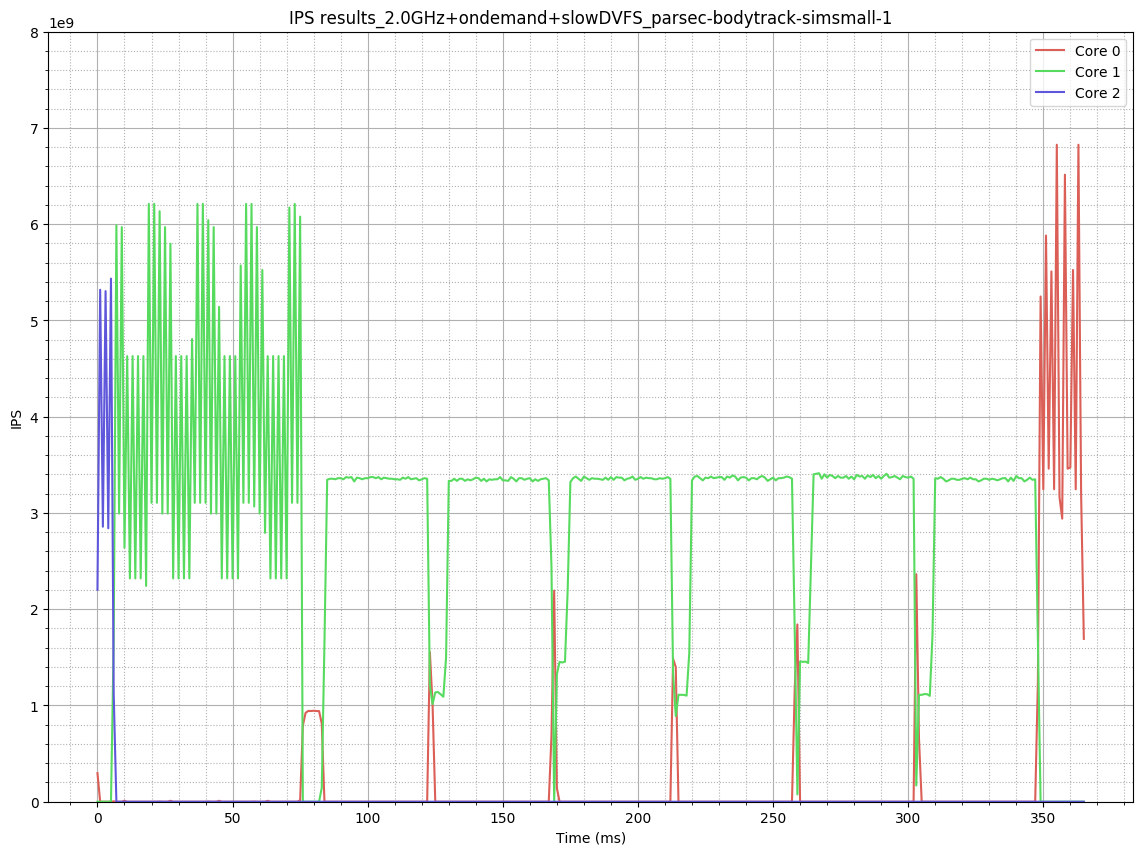 IPS results_2.0GHz+ondemand+slowDVFS_parsec-bodytrack-simsmall-1
1e9
Core 0
Core 1
Core 2
8
7
6
5
4
3
2
1
0
IPS
0
50
100
150
200
250
300
350
Time (ms)